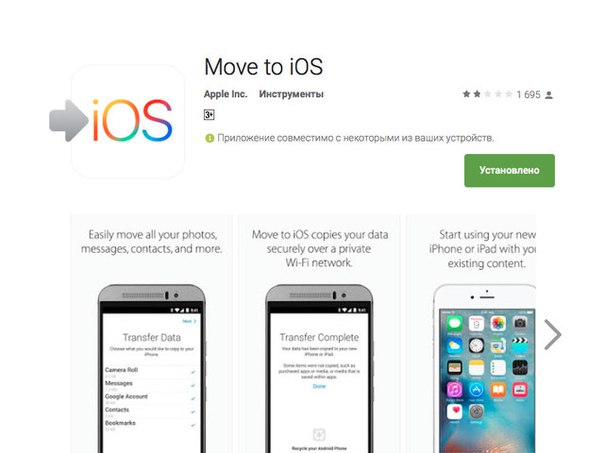 Move to iOS
Apple Inc. Инструменты
1 695
3+
Приложение совместимо с некоторыми из ваших устройств.
Установлено
iOS
Easily move all your photos,
messages, contacts, and more.
Transfer Data
Choose what you would like to copy to your
iPhone
Camera Roll
Messages
Google Account
Contacts
Bookmarks
Move to iOS copies your data
securely over a private
Wi-Fi network.
Transfer Complete
Your data has been copied to your new
iPhone or iPad.
Some items were not copied, such as
purchased apps or media, or media that is
saved within apps.
Done
Recycle your Android Phone
Start using your new
iPhone or iPad with you
existing content.